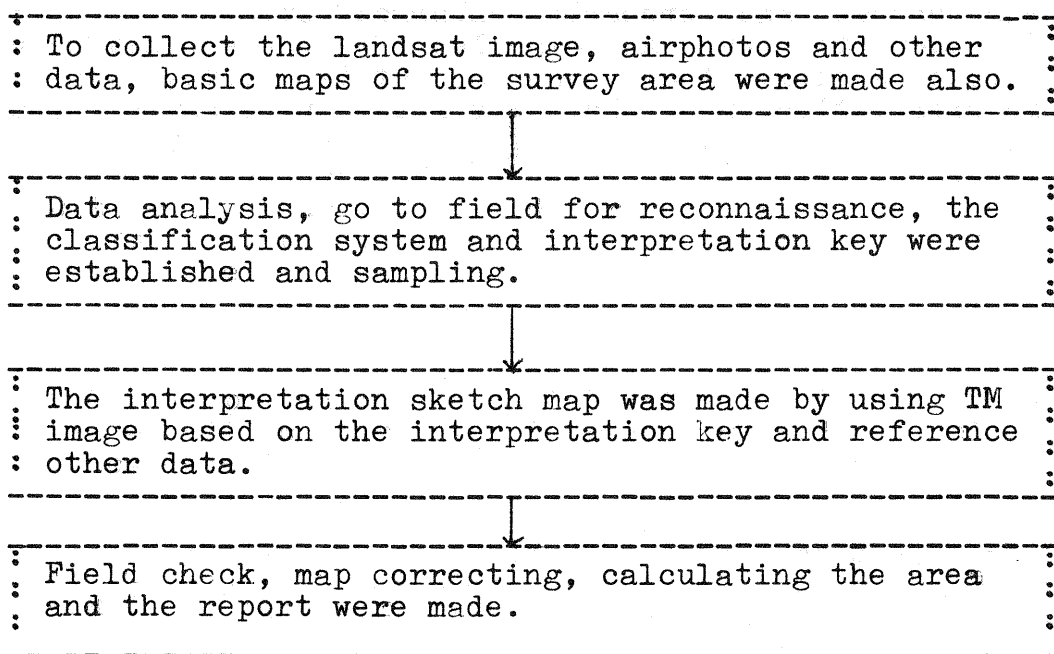 To collect the landsat image, airphotos and other
data, basic maps of the survey area were made also.
Data analysis, go to field for reconnaissance, the
classification system and interpretation key were
established and sampling.
The interpretation sketch map was made by using TM
image based on the interpretation key and reference
other data.
Field check, map correcting, calculating the area
and the report were made.